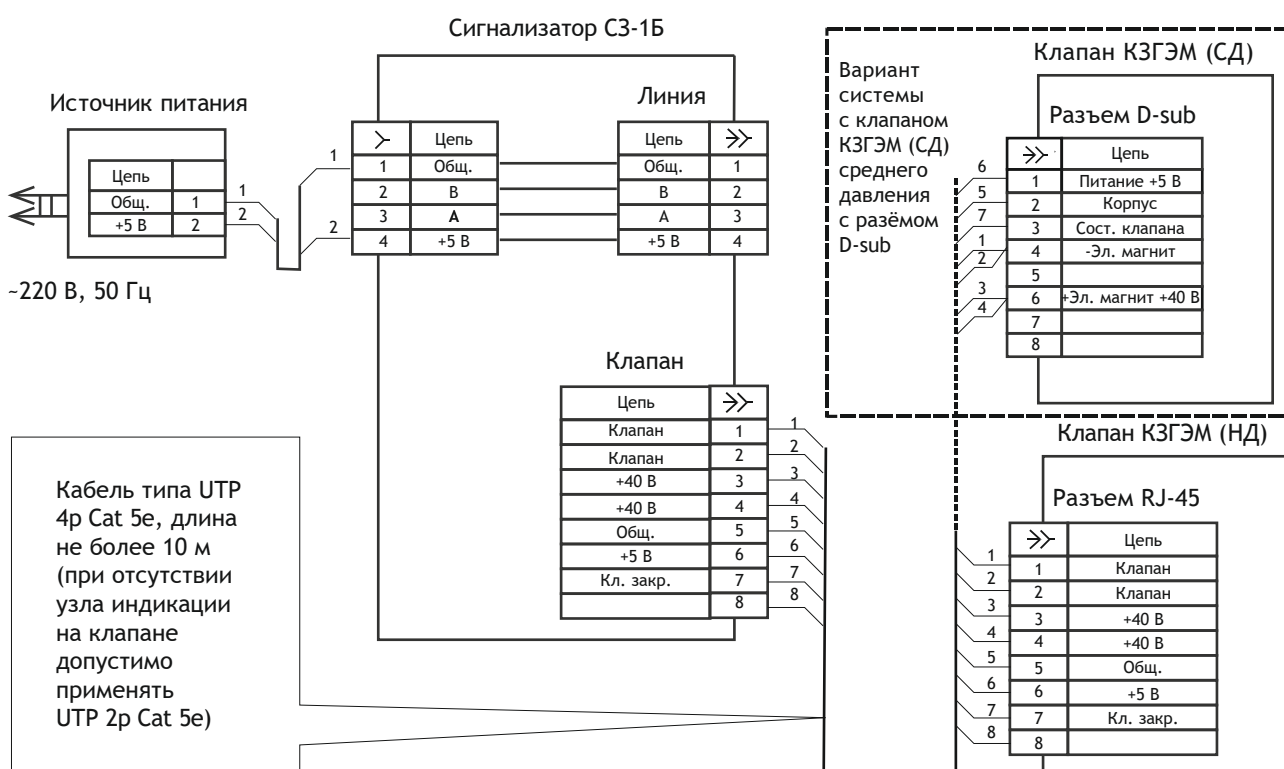 Сигнализатор СЗ-1Б
Источник питания
Цепь
Общ. 1
+5 В 2
1
2
~220 В, 50 Гц
1
2
Цепь
1 Общ.
2 В
3 А
4 +5 В
Линия
Цепь
Общ. 1
В 2
А 3
+5 В 4
Клапан
Цепь
Клапан 1
Клапан 2
+40 В 3
+40 В 4
Общ. 5
+5 В 6
Кл. закр. 7
8
1
2
3
4
5
6
7
8
Кабель типа UTP
4p Cat 5e, длина
не более 10 м
(при отсутствии
узла индикации
на клапане
допустимо
применять
UTP 2p Cat 5e)
Вариант
системы
с клапаном
КЗГЭМ (СД)
среднего
давления
с разъёмом
D-sub
Клапан КЗГЭМ (СД)
Разъем D-sub
Цепь
1 Питание +5 В
2 Корпус
3 Сост. клапана
4 -Эл. магнит
5
6 +Эл. магнит +40 В
7
8
6
5
7
1
2
3
4
Клапан КЗГЭМ (НД)
Разъем RJ-45
Цепь
1 Клапан
2 Клапан
3 +40 В
4 +40 В
5 Общ.
6 +5 В
7 Кл. закр.
8
1
2
3
4
5
6
7
8